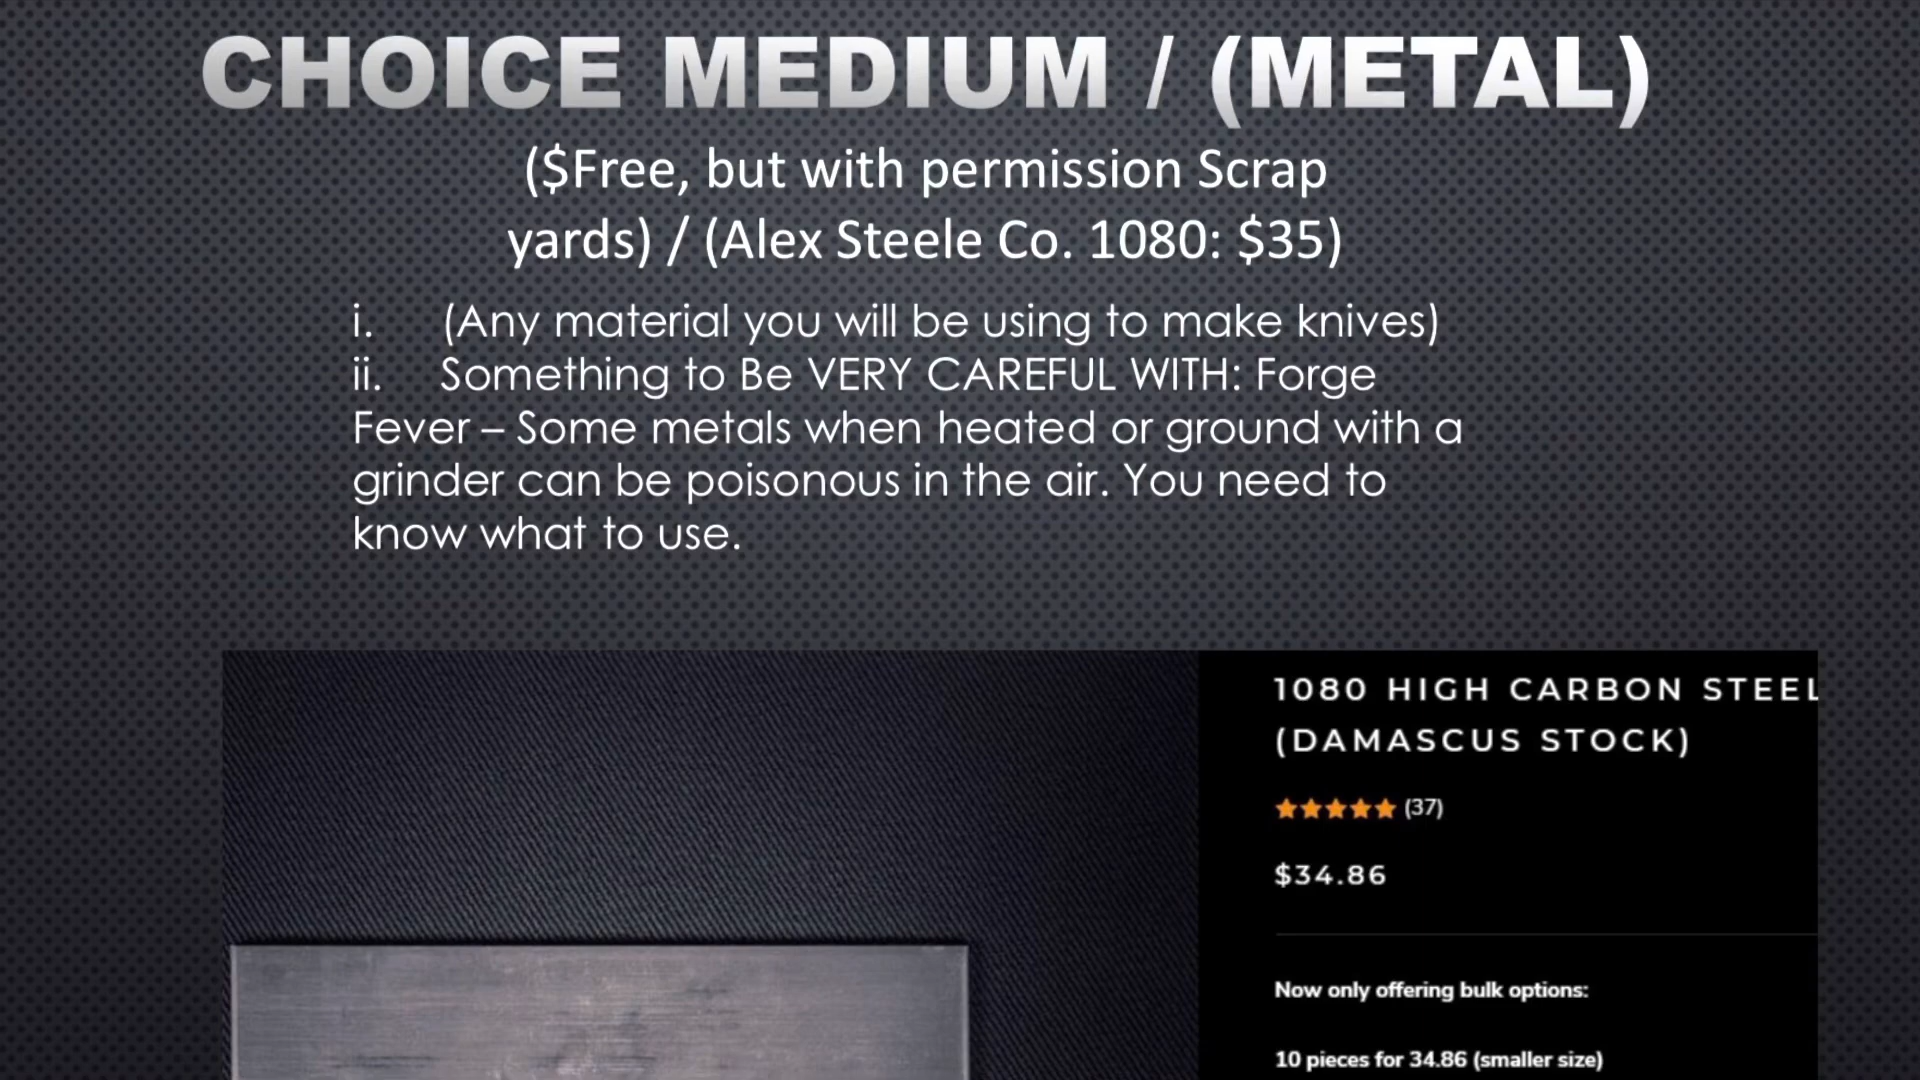 CHOICE MEDIUM / (METAL)
($Free, but with permission Scrap
yards) / (Alex Steele Co. 1080: $35)
i. (Any material you will be using to make knives)
ii. Something to Be VERY CAREFUL WITH: Forge
Fever – Some metals when heated or ground with a
grinder can be poisonous in the air. You need to
know what to use.
1080 HIGH CARBON STEEL
(DAMASCUS STOCK)
(37)
$34.86
Now only offering bulk options:
10 pieces for 34.86 (smaller size)